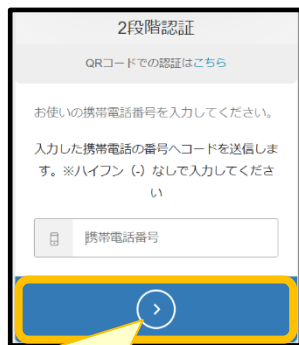 2段階認証
QRコードでの認証はこちら
お使いの携帯電話番号を入力してください。
入力した携帯電話の番号へコードを送信しま
す。※ハイフン（-）なしで入力してくださ
い
携帯電話番号